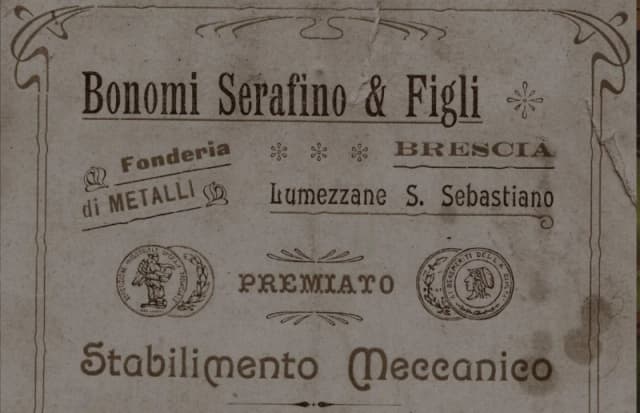 Bonomi Serafino & Figli
Fonderia
di METALLI
BRESCIA
Lumezzane S. Sebastiano
PREMIATO
Stabilimento Meccanico